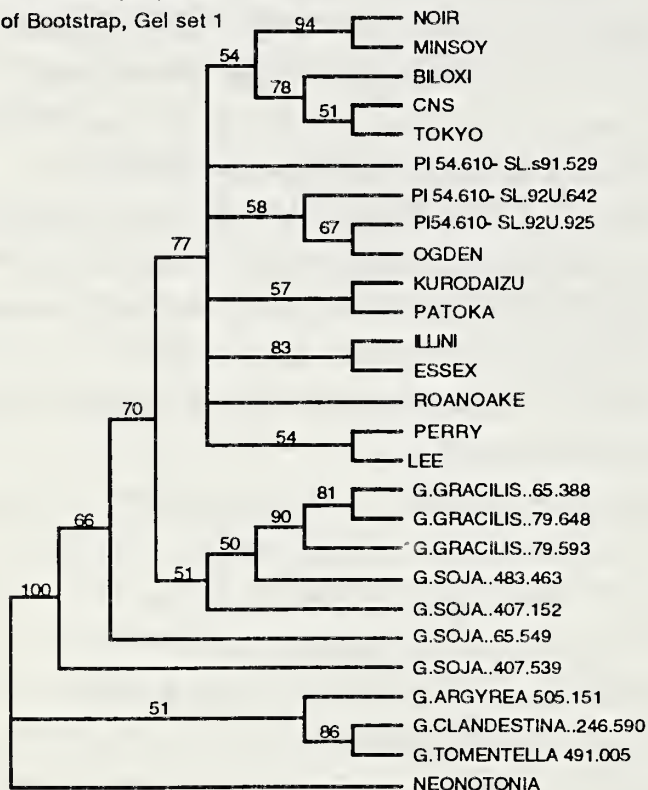 of Bootstrap, Gel set 1
94
NOIR
MINSOY
54
78
BILOXI
51
CNS
TOKYO
PI 54.610- SL.s91.529
58
PI 54.610- SL.92U.642
67
PI54.610- SL.92U.925
OGDEN
77
57
KURODAIZU
PATOKA
83
ILLINI
ESSEX
ROANOAKE
54
PERRY
LEE
70
81
G.GRACILIS..65.388
G.GRACILIS..79.648
90
G.GRACILIS..79.593
50
G.SOJA..483.463
51
G.SOJA..407.152
66
G.SOJA..65.549
100
G.SOJA..407.539
51
G.ARGYREA 505.151
86
G.CLANDESTINA..246.590
G.TOMENTELLA 491.005
NEONOTONIA